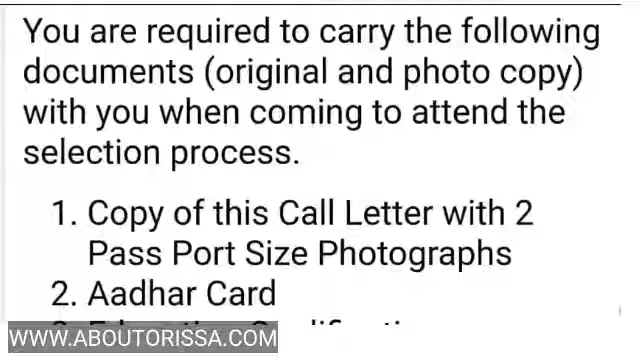 You are required to carry the following
documents (original and photo copy)
with you when coming to attend the
selection process.
1. Copy of this Call Letter with 2
Pass Port Size Photographs
2. Aadhar Card
WWW.ABOUTORISSA.COM